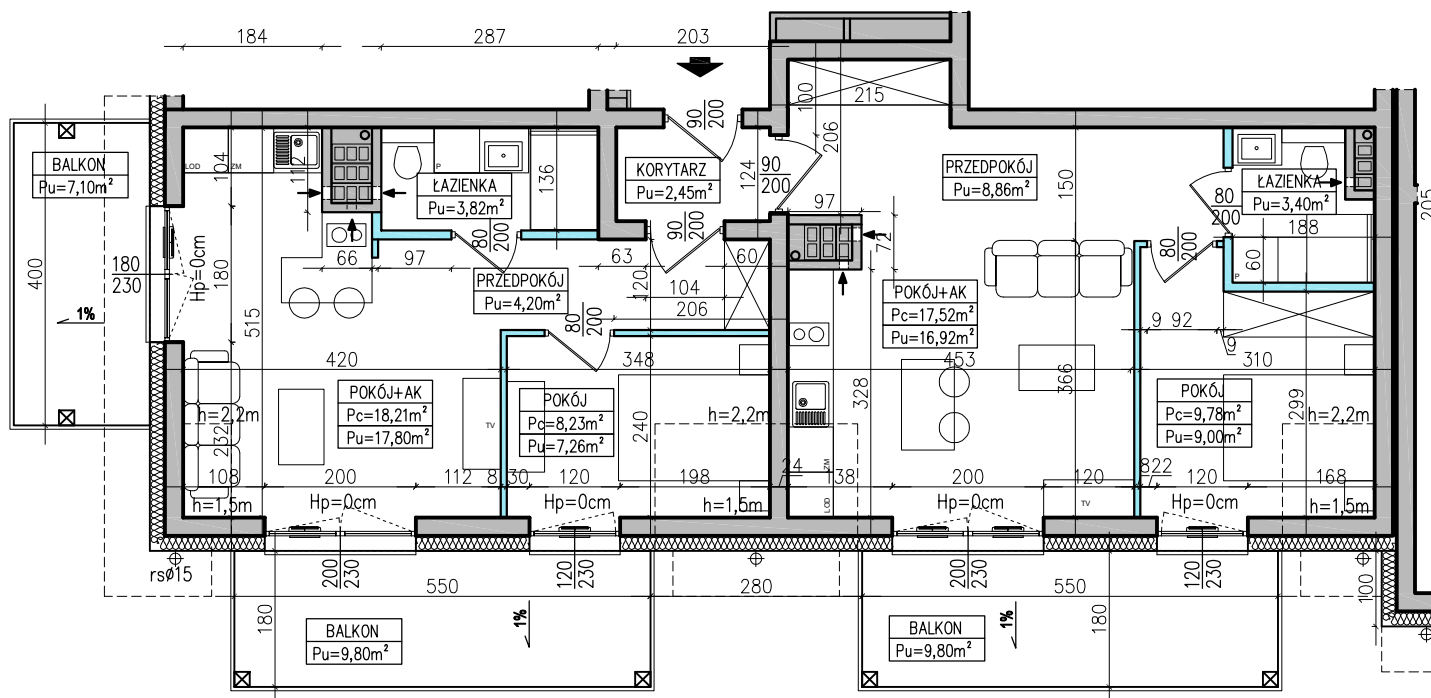 184
287
203
215
100
206
90
200
BALKON
Pu=7,10m²
LOD
ZM
104
112
P
ŁAZIENKA
Pu=3,82m²
136
KORYTARZ
Pu=2,45m²
124
90
200
PRZEDPOKÓJ
Pu=8,86m²
150
ŁAZIENKA
Pu=3,40m²
80
200
188
205
400
180
230
Hp=0cm
180
66
97
80
200
90
200
63
60
97
72
80
200
60
P
PRZEDPOKÓJ
Pu=4,20m²
120
104
206
POKÓJ+AK
Pc=17,52m²
Pu=16,92m²
1%
515
80
200
9
92
9
420
348
453
310
POKÓJ+AK
Pc=18,21m²
Pu=17,80m²
POKÓJ
Pc=8,23m²
Pu=7,26m²
328
366
POKÓJ
Pc=9,78m²
Pu=9,00m²
299
h=2,2m
232
TV
240
h=2,2m
h=2,2m
108
200
112
8
30
120
198
24
138
ZM
200
120
8
22
120
168
h=1,5m
Hp=0cm
Hp=0cm
h=1,5m
LOD
Hp=0cm
TV
Hp=0cm
h=1,5m
rsø15
200
230
120
230
200
230
120
230
550
280
550
100
180
BALKON
Pu=9,80m²
1%
BALKON
Pu=9,80m²
1%
180